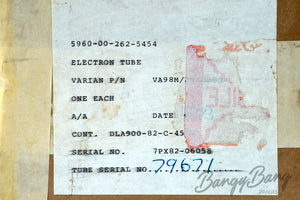 5960-00-262-5454
ELECTRON TUBE
VARIAN P/N VA98M/
ONE EACH
A/A DATE
CONT. DLA900-82-C-45
SERIAL NO. 7PX82-06058
TUBE SERIAL NO. 79671
BangyBang